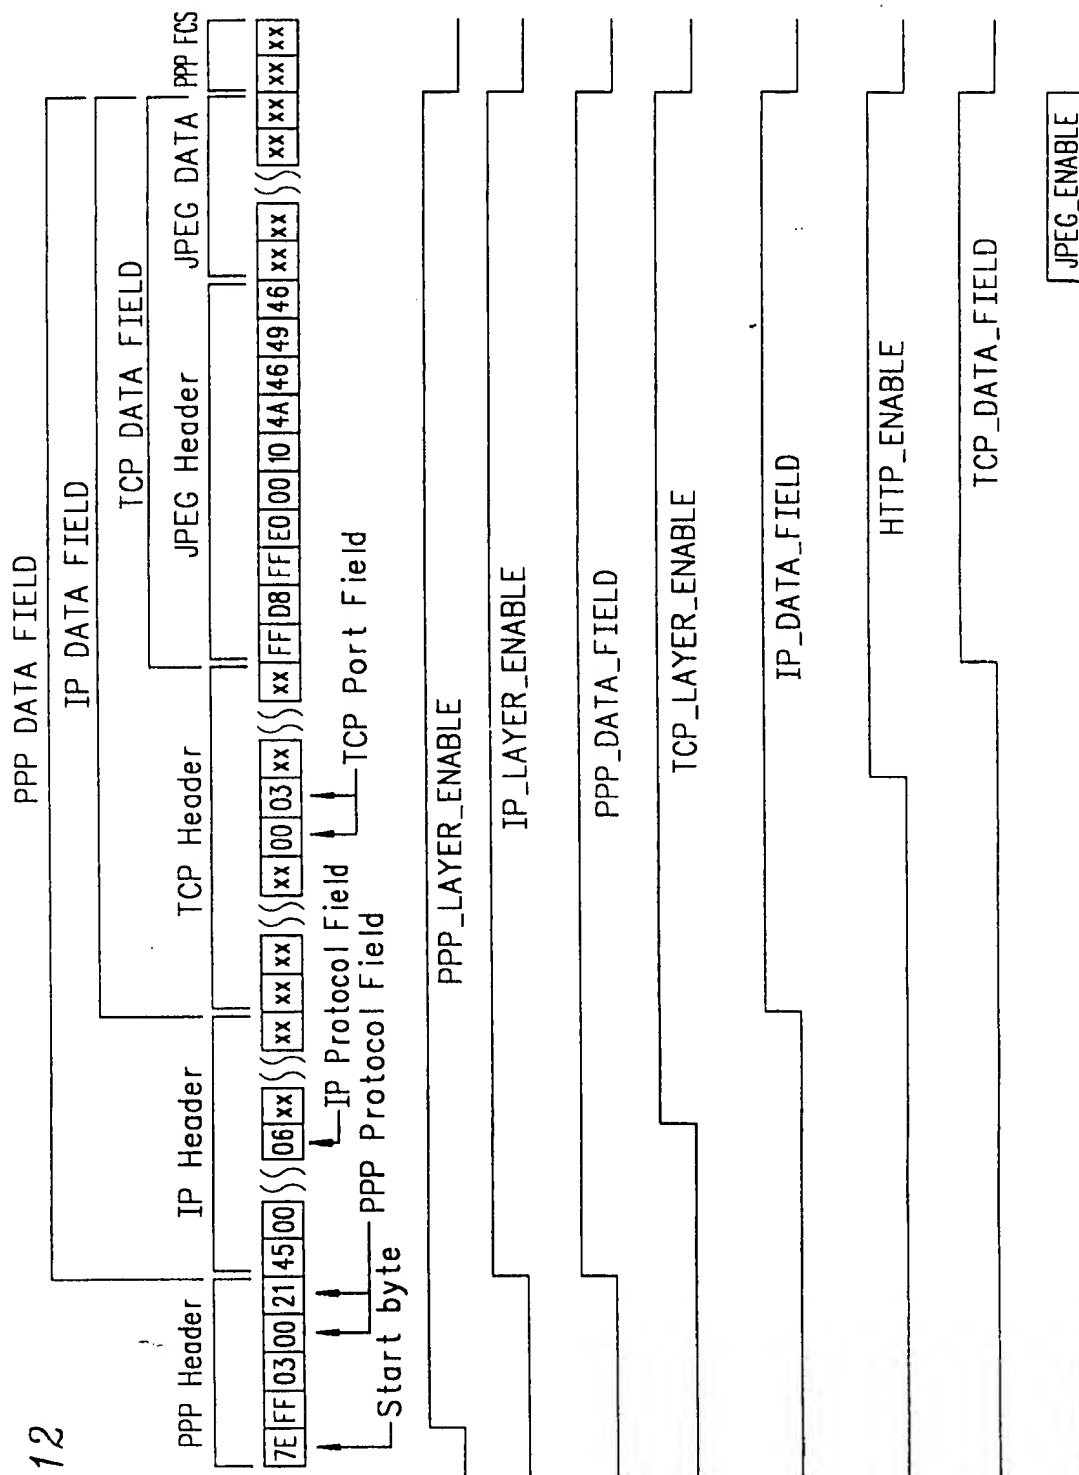 12
PPP DATA FIELD
IP DATA FIELD
TCP DATA FIELD
PPP Header IP Header TCP Header JPEG Header JPEG DATA PPP FCS
7E FF 03 00 21 45 00 06 xx xx xx xx xx xx 00 03 xx xx FF D8 FF E0 00 10 4A 46 49 46 xx xx xx xx xx xx
IP Protocol Field
TCP Port Field
PPP Protocol Field
Start byte
PPP_LAYER_ENABLE
IP_LAYER_ENABLE
PPP_DATA_FIELD
TCP_LAYER_ENABLE
IP_DATA_FIELD
HTTP_ENABLE
TCP_DATA_FIELD
JPEG_ENABLE